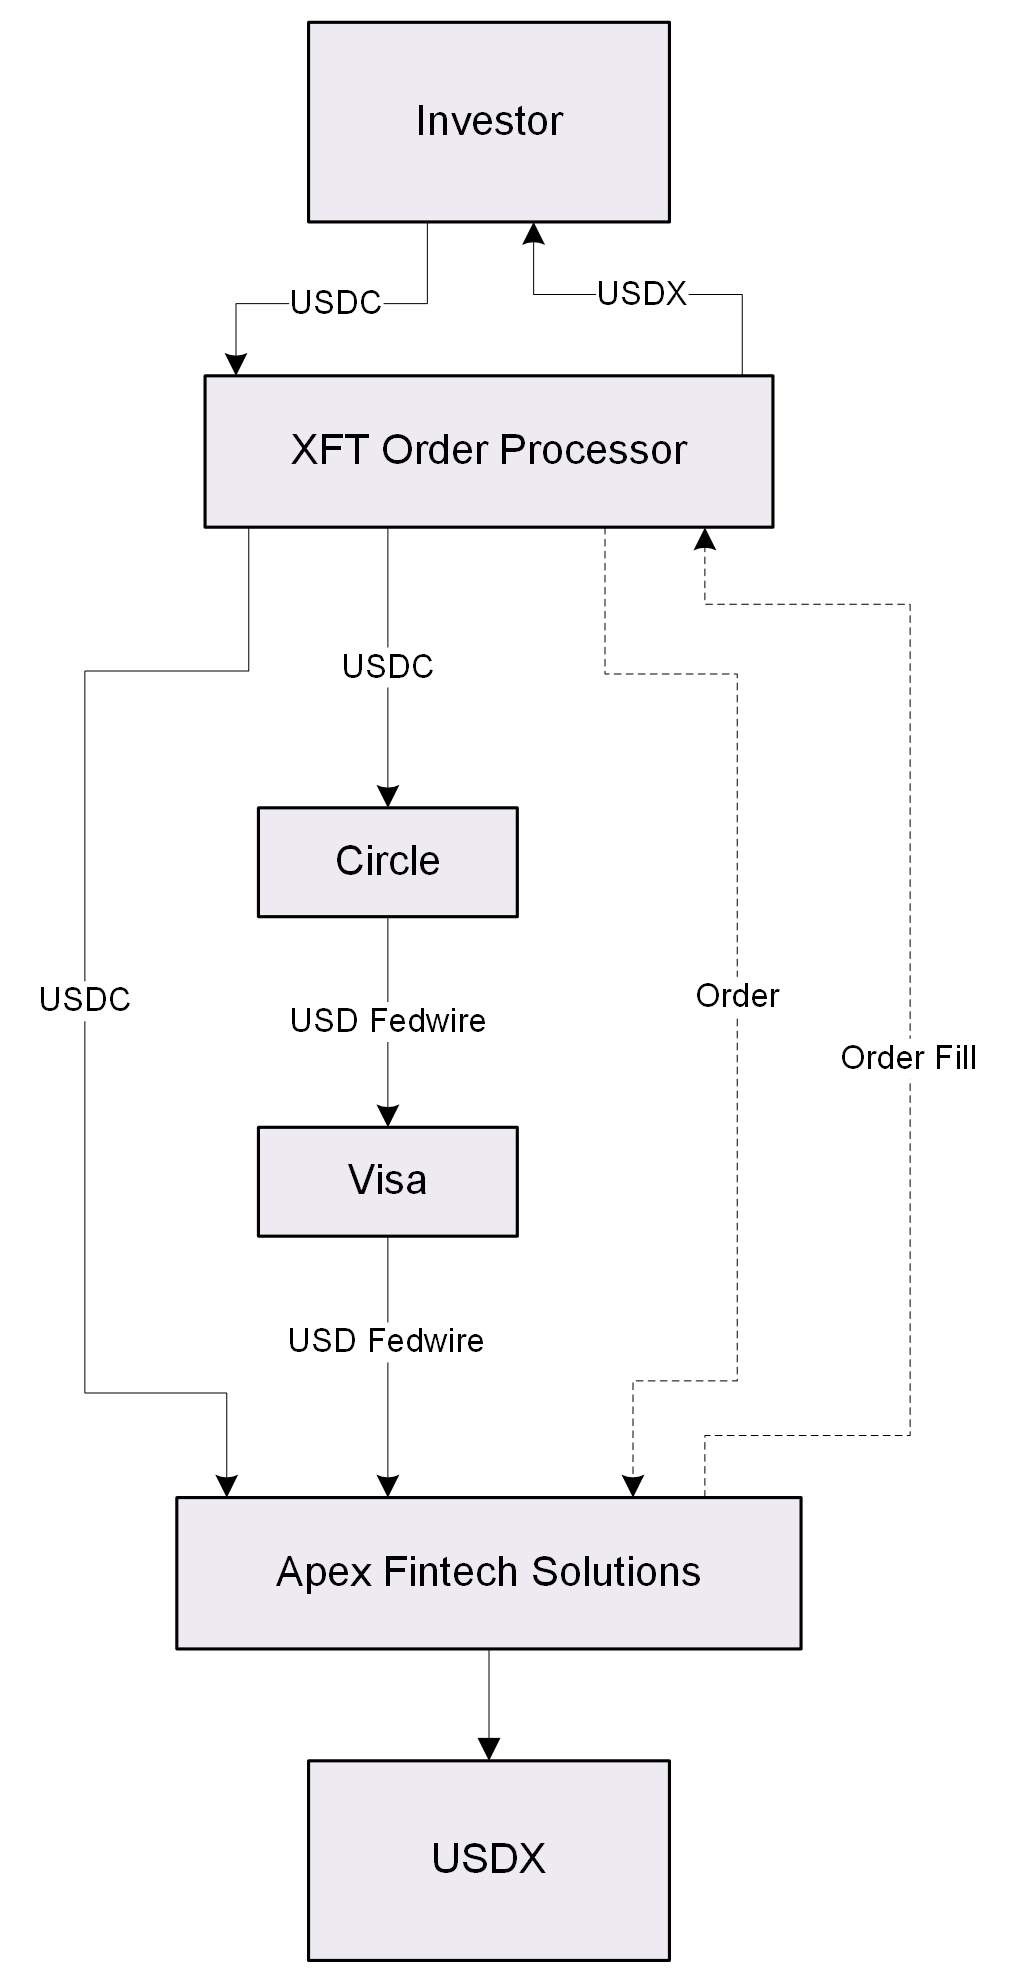 Investor
USDC
USDX
XFT Order Processor
USDC
Circle
USDC
USD Fedwire
Order
Order Fill
Visa
USD Fedwire
Apex Fintech Solutions
USDX